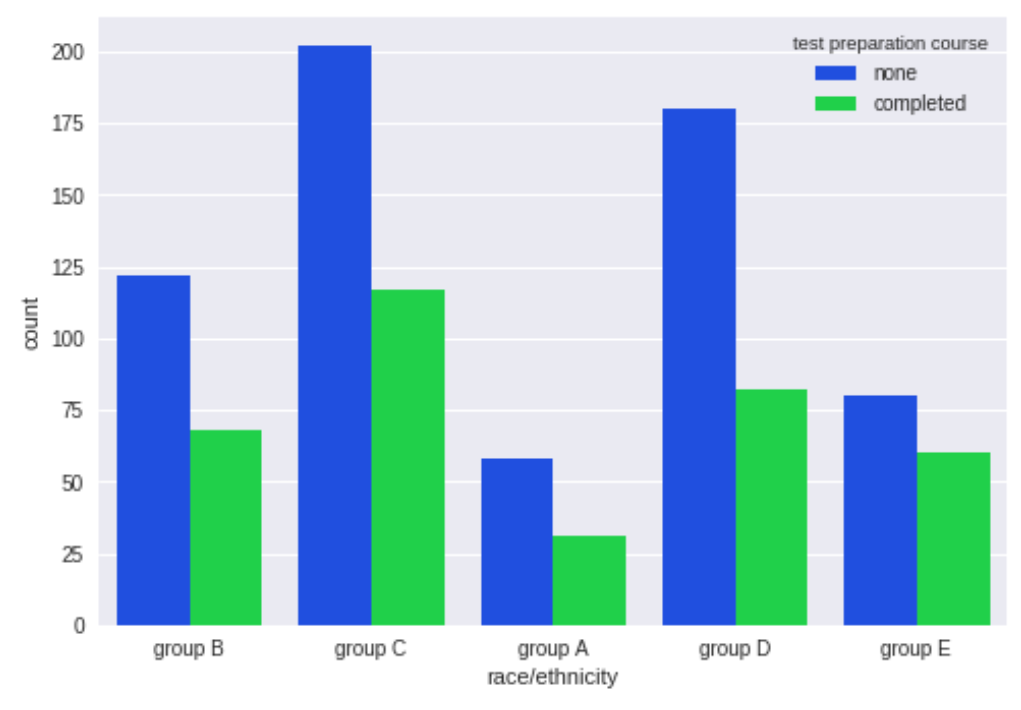 test preparation course
none
completed
count
200
175
150
125
100
75
50
25
0
group B group C group A group D group E
race/ethnicity